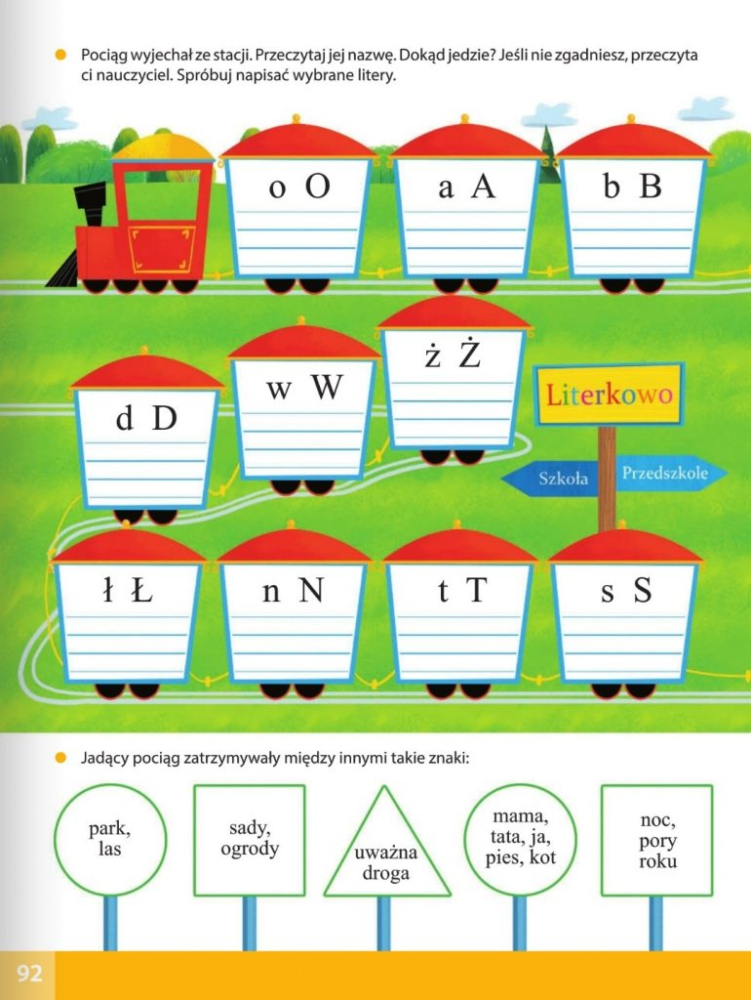 Pociąg wyjechał ze stacji. Przeczytaj jej nazwę. Dokąd jedzie? Jeśli nie zgadniesz, przeczyta
ci nauczyciel. Spróbuj napisać wybrane litery.
o O
a A
b B
d D
w W
ż Ż
Literkowo
Szkoła
Przedszkole
ł Ł
n N
t T
s S
Jadący pociąg zatrzymywały między innymi takie znaki:
park,
las
sady,
ogrody
uważna
droga
mama,
tata, ja,
pies, kot
noc,
pory
roku
92